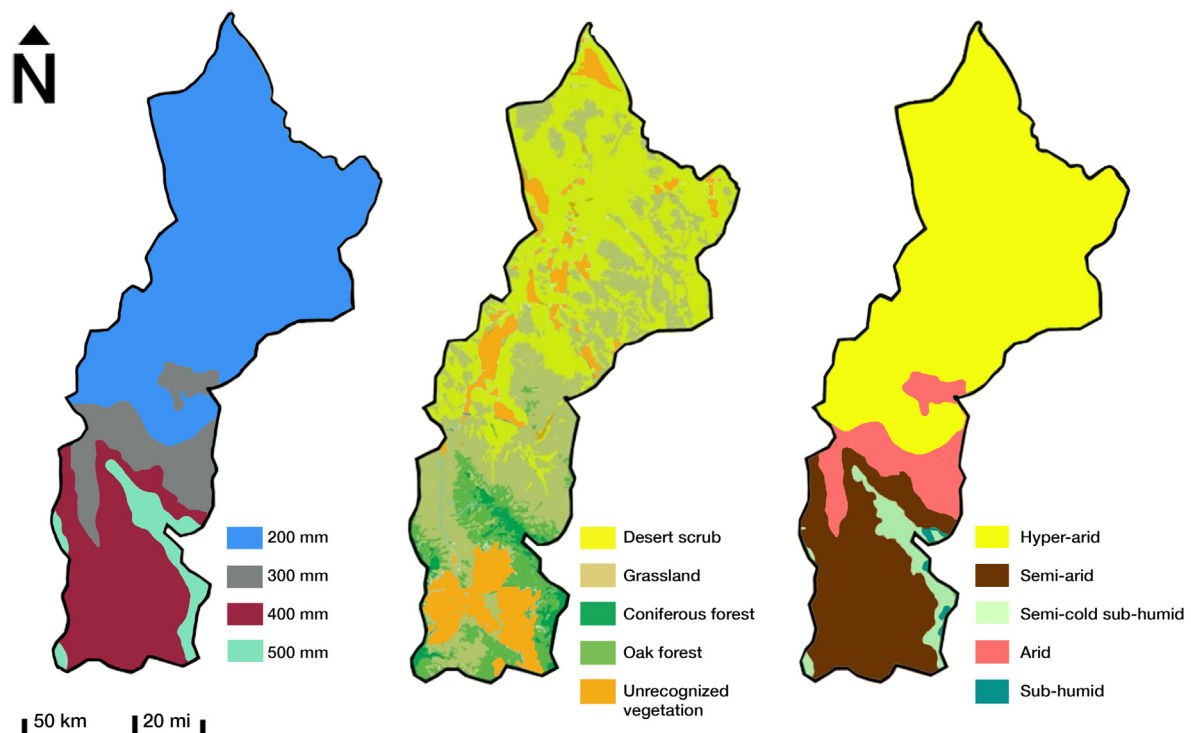 N
200 mm
300 mm
400 mm
500 mm
50 km
20 mi
Desert scrub
Grassland
Coniferous forest
Oak forest
Unrecognized
vegetation
Hyper-arid
Semi-arid
Semi-cold sub-humid
Arid
Sub-humid